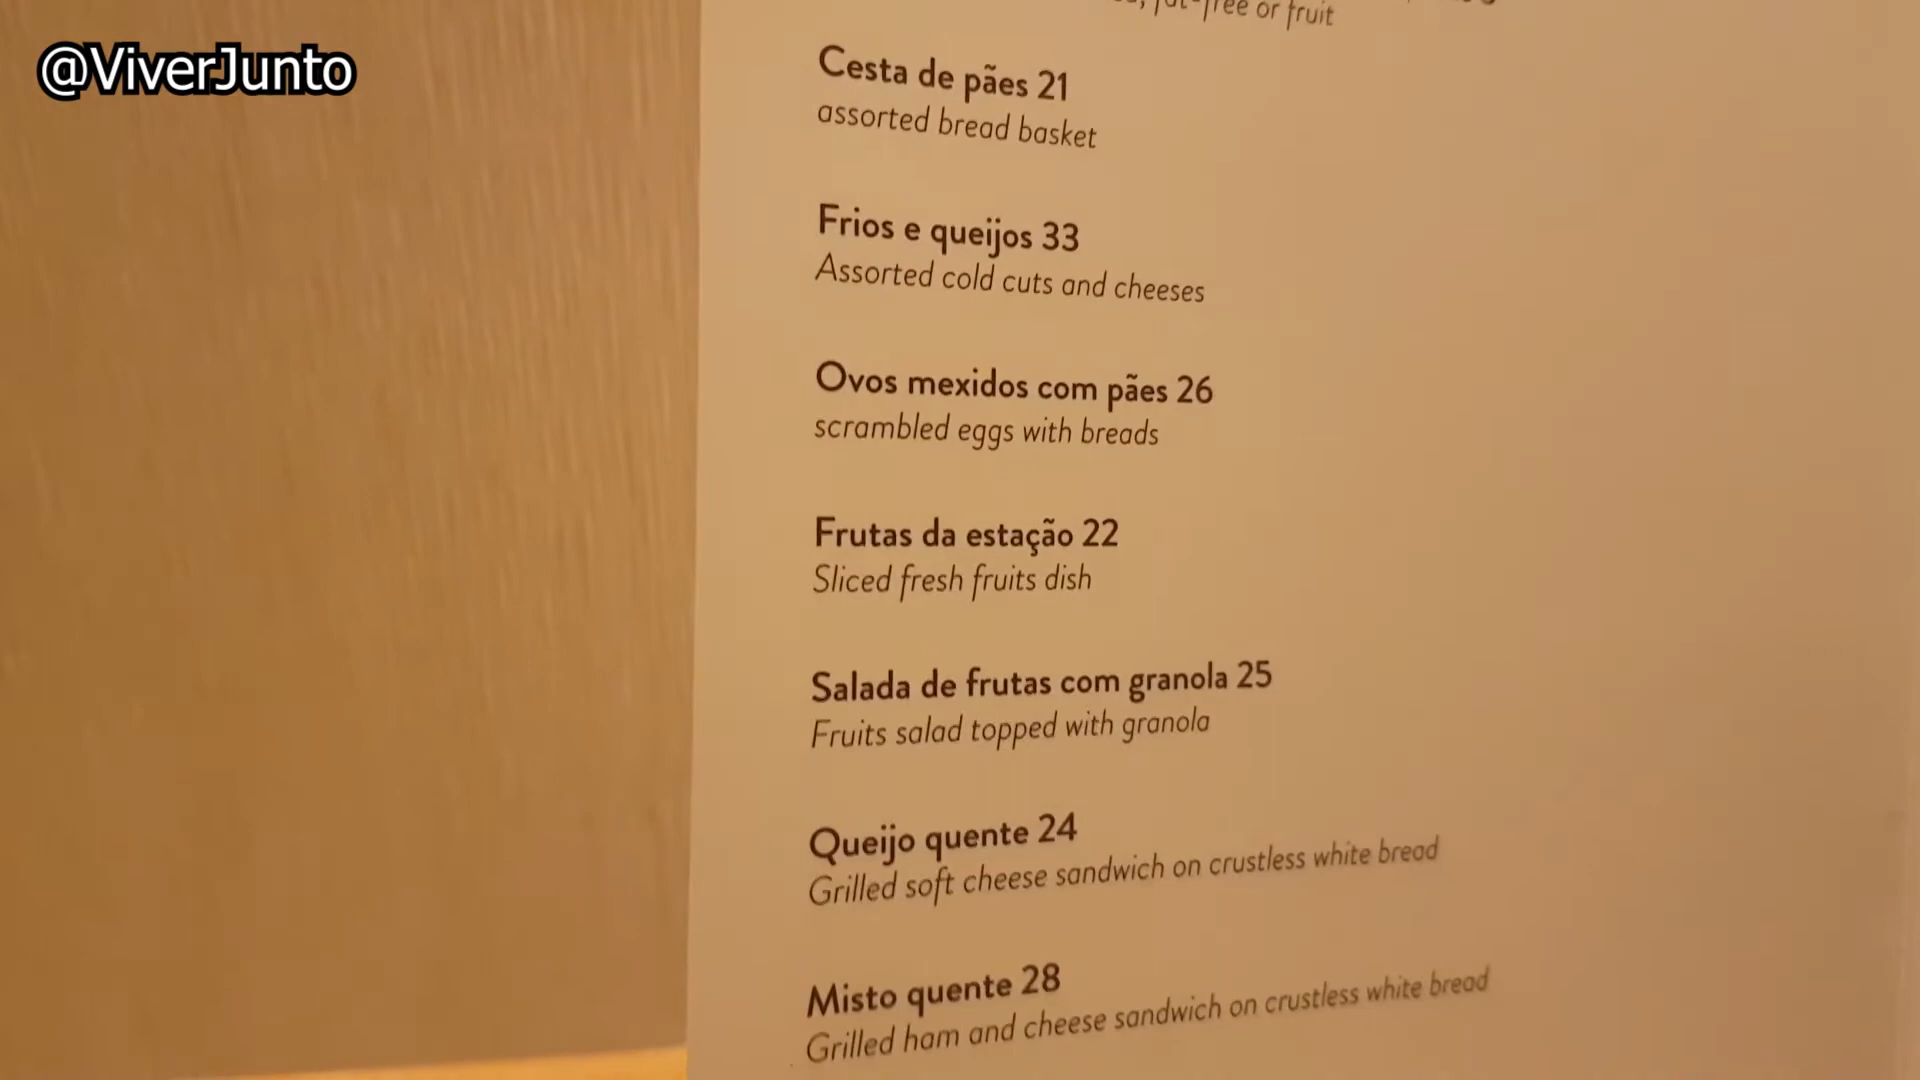 @ViverJunto
or fruit
Cesta de pães 21
assorted bread basket
Frios e queijos 33
Assorted cold cuts and cheeses
Ovos mexidos com pães 26
scrambled eggs with breads
Frutas da estação 22
Sliced fresh fruits dish
Salada de frutas com granola 25
Fruits salad topped with granola
Queijo quente 24
Grilled soft cheese sandwich on crustless white bread
Misto quente 28
Grilled ham and cheese sandwich on crustless white bread